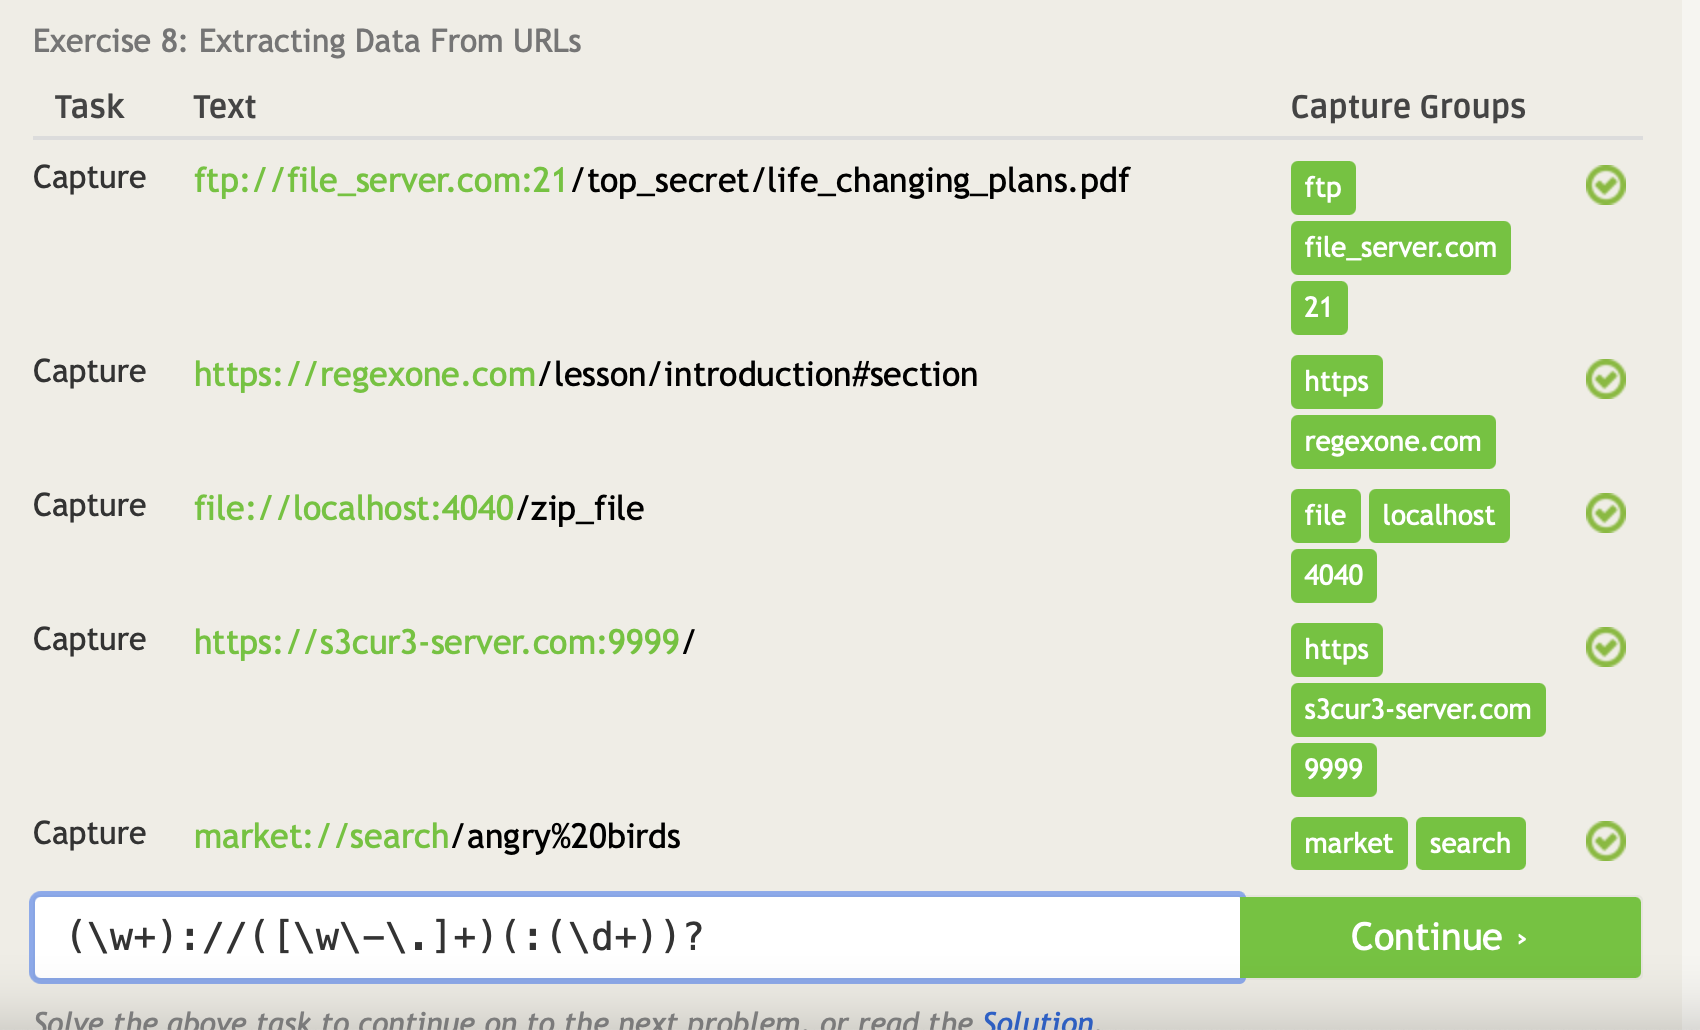 Exercise 8: Extracting Data From URLs
Task Text Capture Groups
Capture ftp://file_server.com:21/top_secret/life_changing_plans.pdf ftp
file_server.com
21
Capture https://regexone.com/lesson/introduction#section https
regexone.com
Capture file://localhost:4040/zip_file file localhost
4040
Capture https://s3cur3-server.com:9999/ https
s3cur3-server.com
9999
Capture market://search/angry%20birds market search
(\w+)://([\w\-\.]+)(:(\d+))? Continue ›
Solve the above task to continue on to the next problem, or read the Solution.